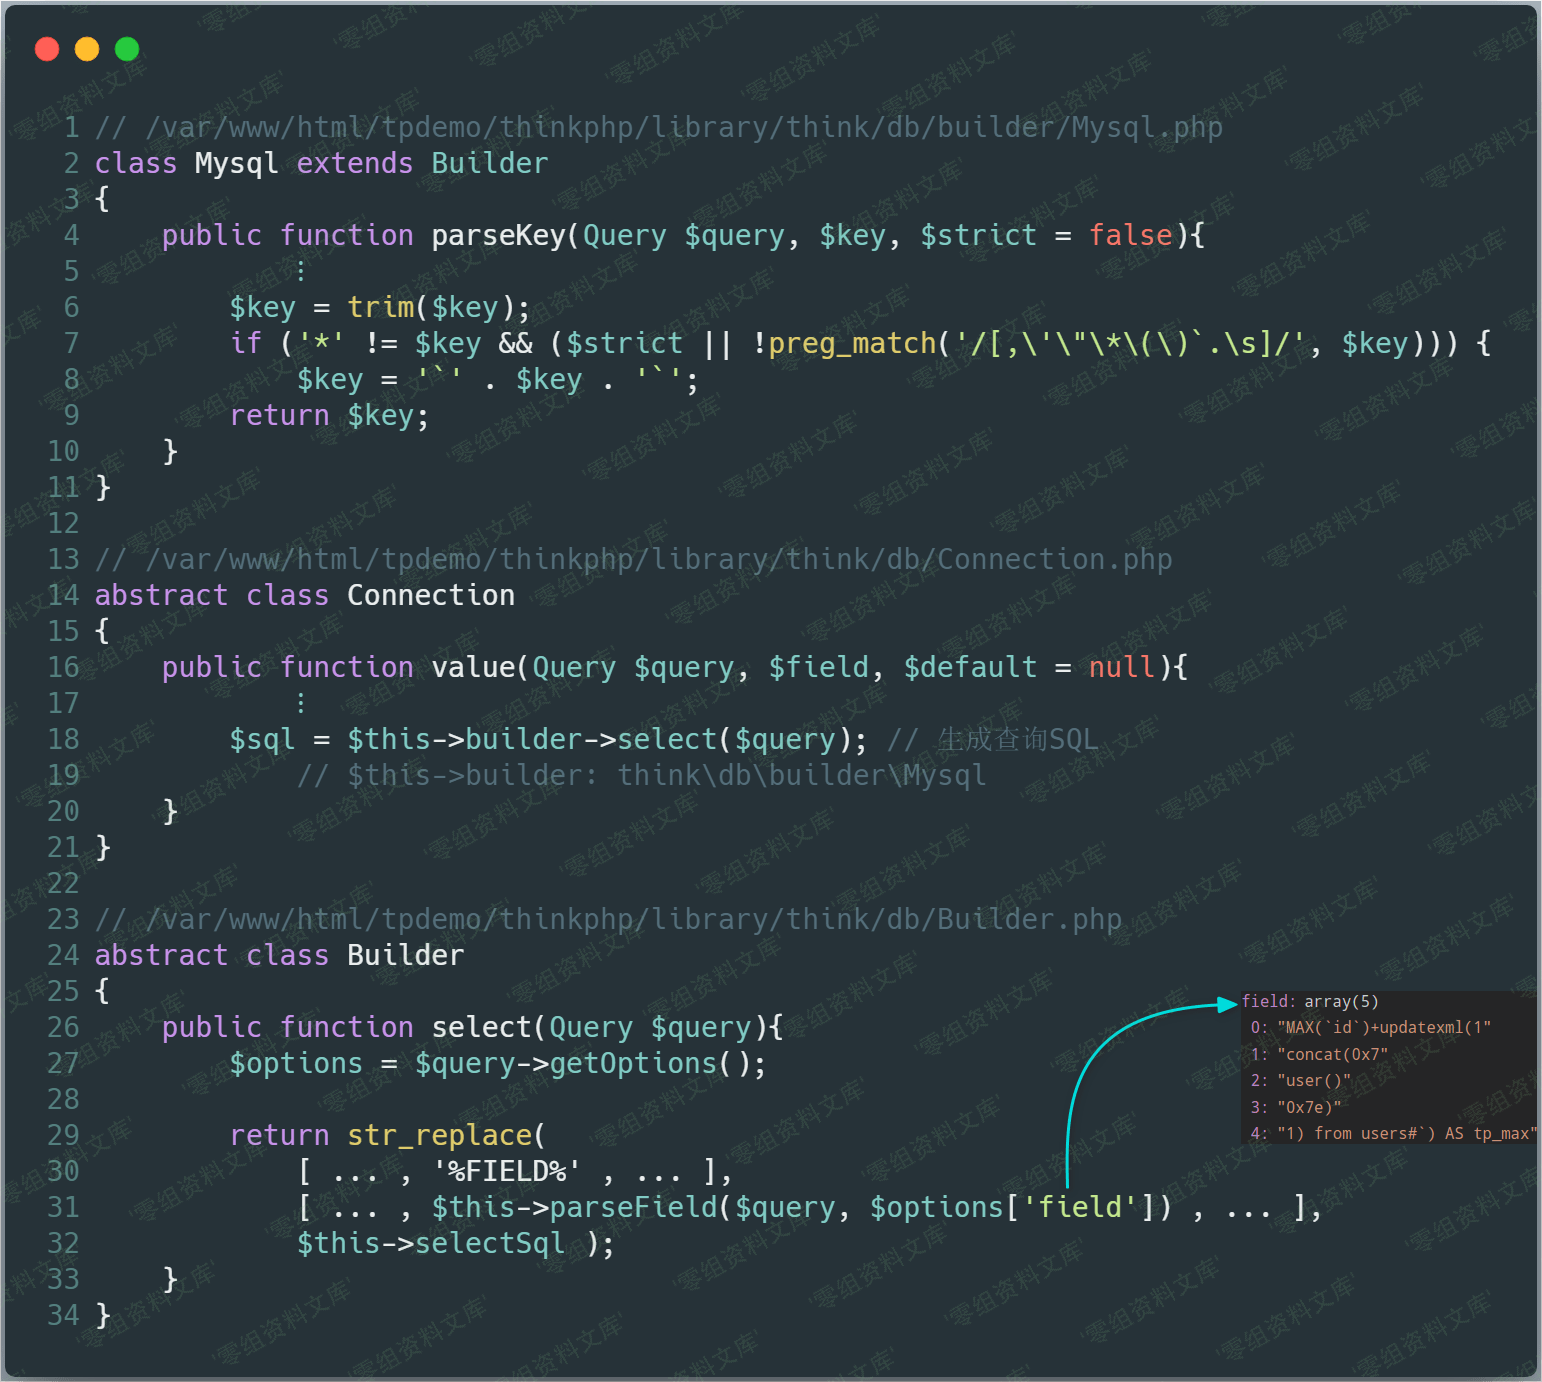 1 // /var/www/html/tpdemo/thinkphp/library/think/db/builder/Mysql.php
2 class Mysql extends Builder
3 {
4     public function parseKey(Query $query, $key, $strict = false){
5             ⋮
6         $key = trim($key);
7         if ('*' != $key && ($strict || !preg_match('/[,\'\"\*\(\)`.\s]/', $key))) {
8             $key = '`' . $key . '`';
9         return $key;
10     }
11 }
12
13 // /var/www/html/tpdemo/thinkphp/library/think/db/Connection.php
14 abstract class Connection
15 {
16     public function value(Query $query, $field, $default = null){
17             ⋮
18         $sql = $this->builder->select($query); // 生成查询SQL
19             // $this->builder: think\db\builder\Mysql
20     }
21 }
22
23 // /var/www/html/tpdemo/thinkphp/library/think/db/Builder.php
24 abstract class Builder
25 {
26     public function select(Query $query){
27         $options = $query->getOptions();
28
29         return str_replace(
30             [ ... , '%FIELD%' , ... ],
31             [ ... , $this->parseField($query, $options['field']) , ... ],
32             $this->selectSql );
33     }
34 }
field: array(5)
0: "MAX(`id`)+updatexml(1"
1: "concat(0x7"
2: "user()"
3: "0x7e)"
4: "1) from users#`) AS tp_max"
'零组资料文库'